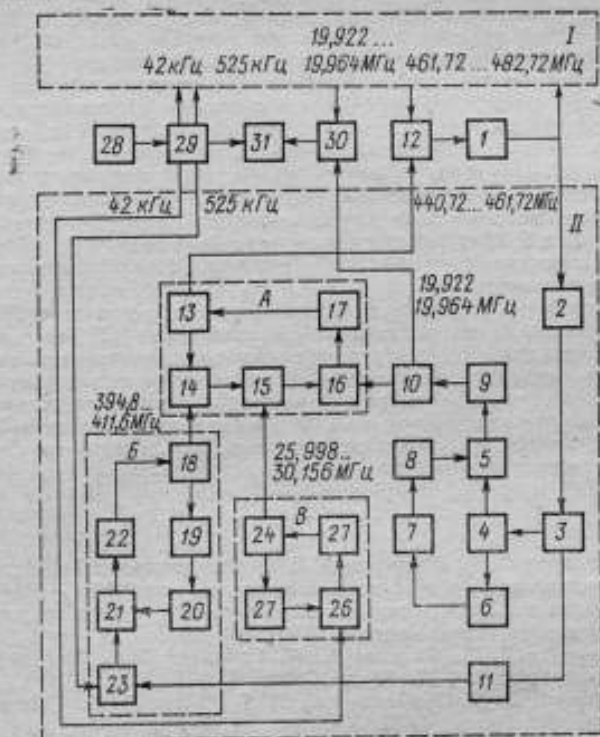 I
19,922 ...
42 кГц 525 кГц 19,964 МГц 461,72 ... 482,72 МГц
28 29 31 30 12 1
42 кГц 525 кГц 440,72 ... 461,72 МГц
II
13 А 17 19,922
19,964 МГц
2
14 15 16 10 9
394,8...
411,6 МГц
25,998...
30,156 МГц
Б 18 8 5
22 19 24 В 27 7 4 3
21 20 27 26 6
23 11